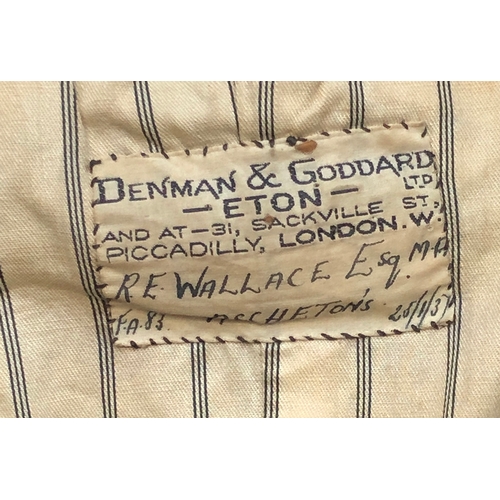 DENMAN & GODDARD
LTD
— ETON —
AND AT - 31, SACKVILLE ST,
PICCADILLY, LONDON. W.
R.E. WALLACE Esq. M.A
F.A. 83.